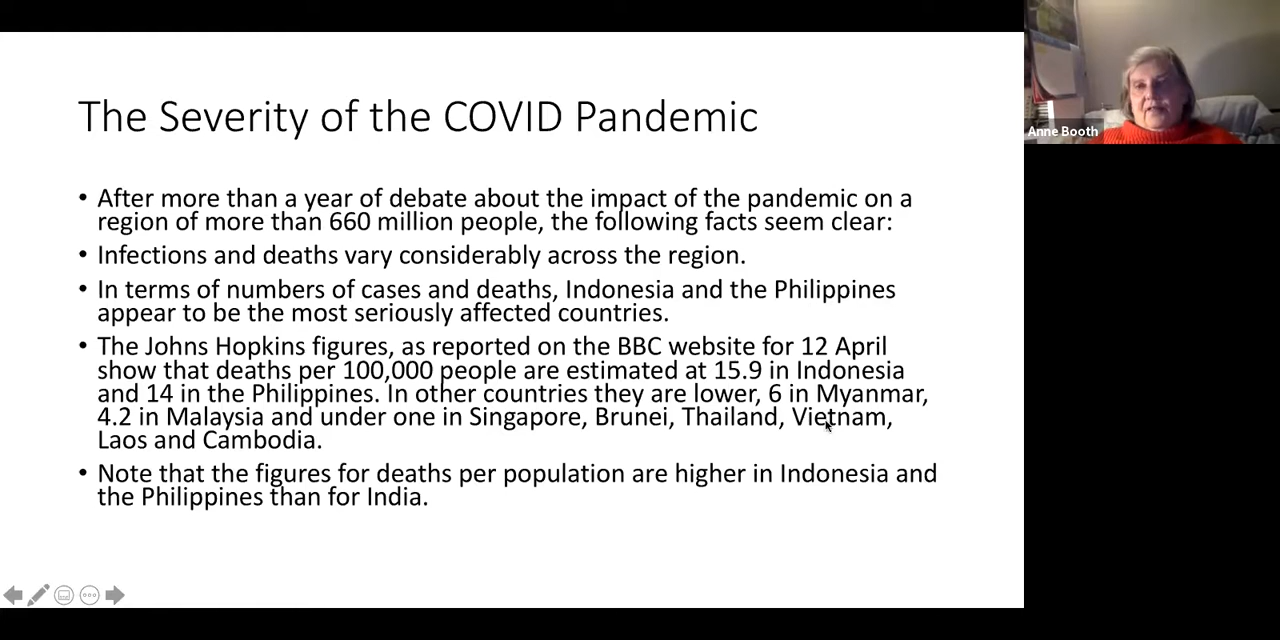 The Severity of the COVID Pandemic
• After more than a year of debate about the impact of the pandemic on a
region of more than 660 million people, the following facts seem clear:
• Infections and deaths vary considerably across the region.
• In terms of numbers of cases and deaths, Indonesia and the Philippines
appear to be the most seriously affected countries.
• The Johns Hopkins figures, as reported on the BBC website for 12 April
show that deaths per 100,000 people are estimated at 15.9 in Indonesia
and 14 in the Philippines. In other countries they are lower, 6 in Myanmar,
4.2 in Malaysia and under one in Singapore, Brunei, Thailand, Vietnam,
Laos and Cambodia.
• Note that the figures for deaths per population are higher in Indonesia and
the Philippines than for India.
Anne Booth